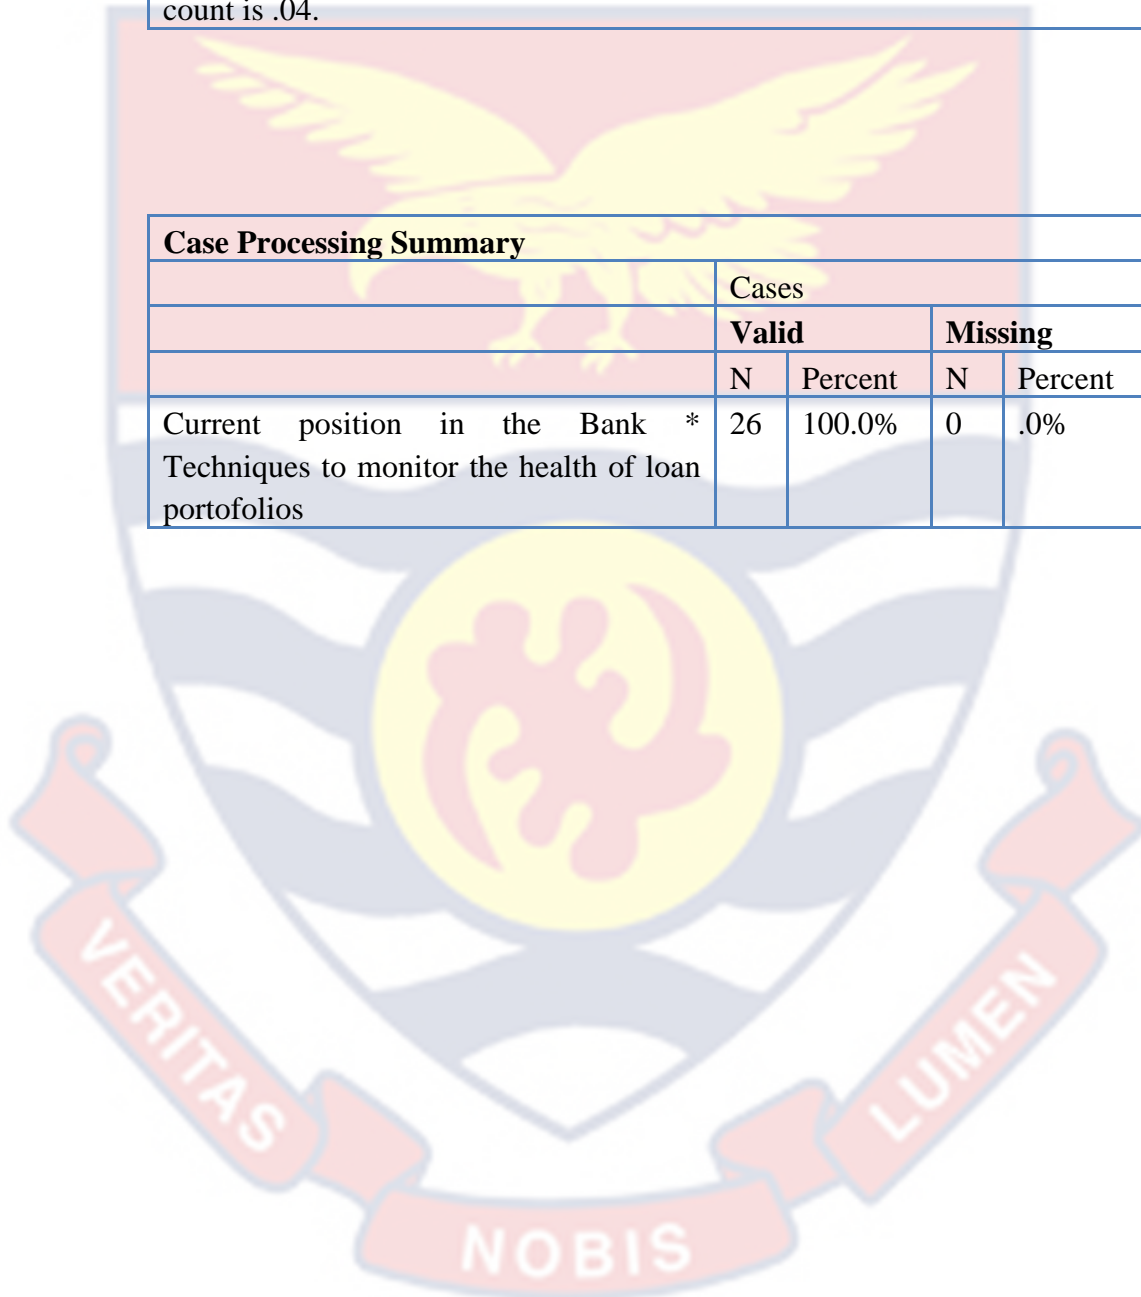 count is .04.
Case Processing Summary
Cases
Valid Missing
N Percent N Percent
Current position in the Bank * 26 100.0% 0 .0%
Techniques to monitor the health of loan
portofolios
VERITAS
LUMEN
NOBIS